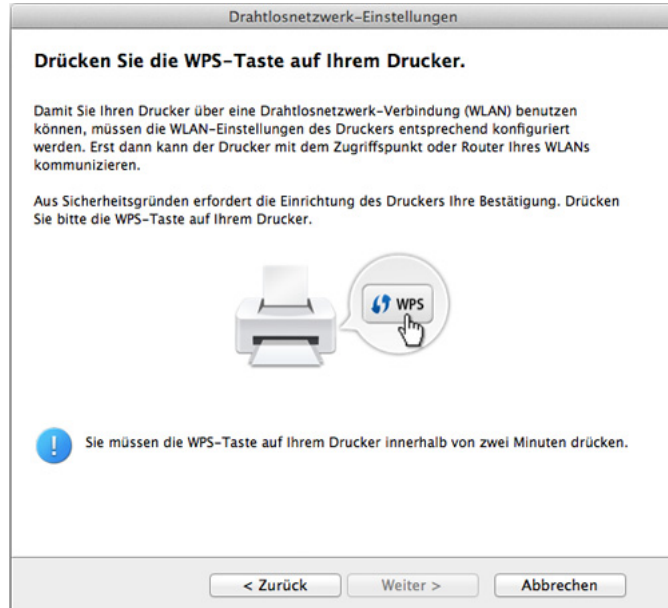 Drahtlosnetzwerk-Einstellungen
Drücken Sie die WPS-Taste auf Ihrem Drucker.
Damit Sie Ihren Drucker über eine Drahtlosnetzwerk-Verbindung (WLAN) benutzen
können, müssen die WLAN-Einstellungen des Druckers entsprechend konfiguriert
werden. Erst dann kann der Drucker mit dem Zugriffspunkt oder Router Ihres WLANs
kommunizieren.
Aus Sicherheitsgründen erfordert die Einrichtung des Druckers Ihre Bestätigung. Drücken
Sie bitte die WPS-Taste auf Ihrem Drucker.
WPS
Sie müssen die WPS-Taste auf Ihrem Drucker innerhalb von zwei Minuten drücken.
< Zurück Weiter > Abbrechen